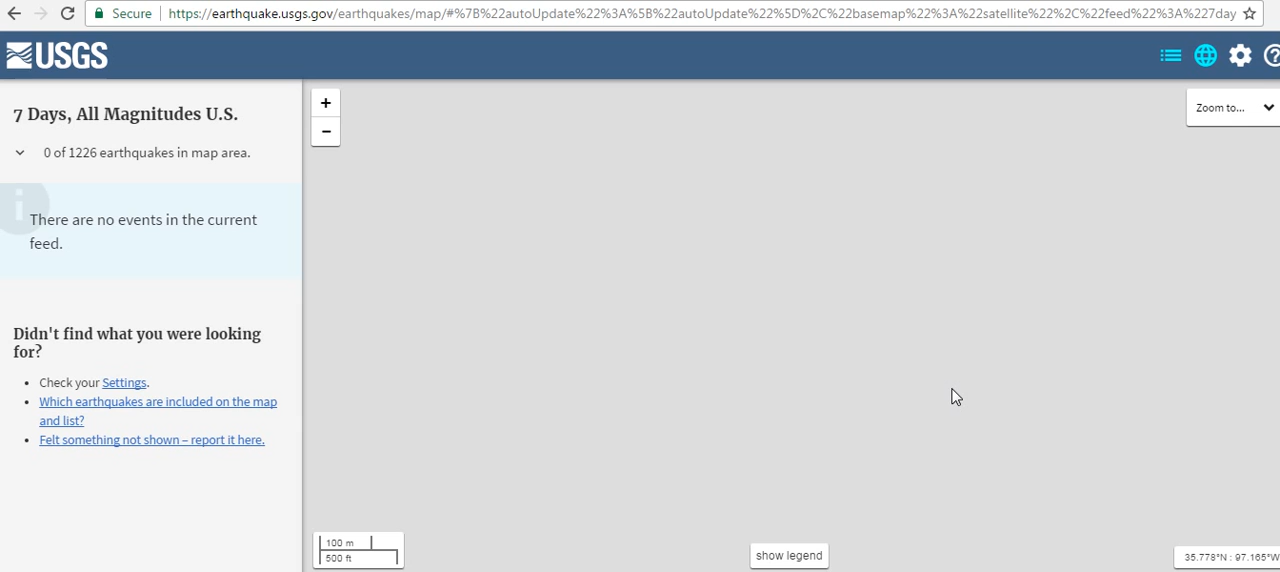 Secure https://earthquake.usgs.gov/earthquakes/map/#%7B%22autoUpdate%22%3A%5B%22autoUpdate%22%5D%2C%22basemap%22%3A%22satellite%22%2C%22feed%22%3A%227day
USGS
Zoom to...
7 Days, All Magnitudes U.S.
0 of 1226 earthquakes in map area.
There are no events in the current
feed.
Didn't find what you were looking
for?
• Check your Settings.
• Which earthquakes are included on the map
and list?
• Felt something not shown – report it here.
100 m
500 ft
show legend
35.778°N : 97.165°W